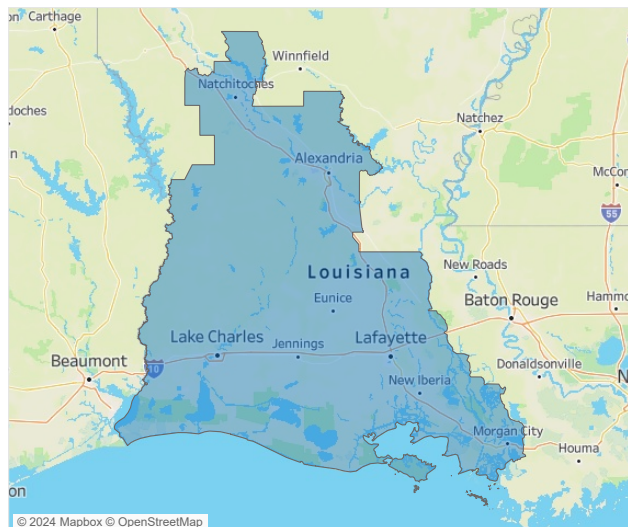 Carthage
Winnfield
Natchitoches
doches
Natchez
Alexandria
McCo
55
Louisiana
New Roads
Eunice
Baton Rouge
Hammo
Lake Charles
Jennings
Lafayette
Beaumont
10
Donaldsonville
N
New Iberia
Morgan City
Houma
on
© 2024 Mapbox © OpenStreetMap